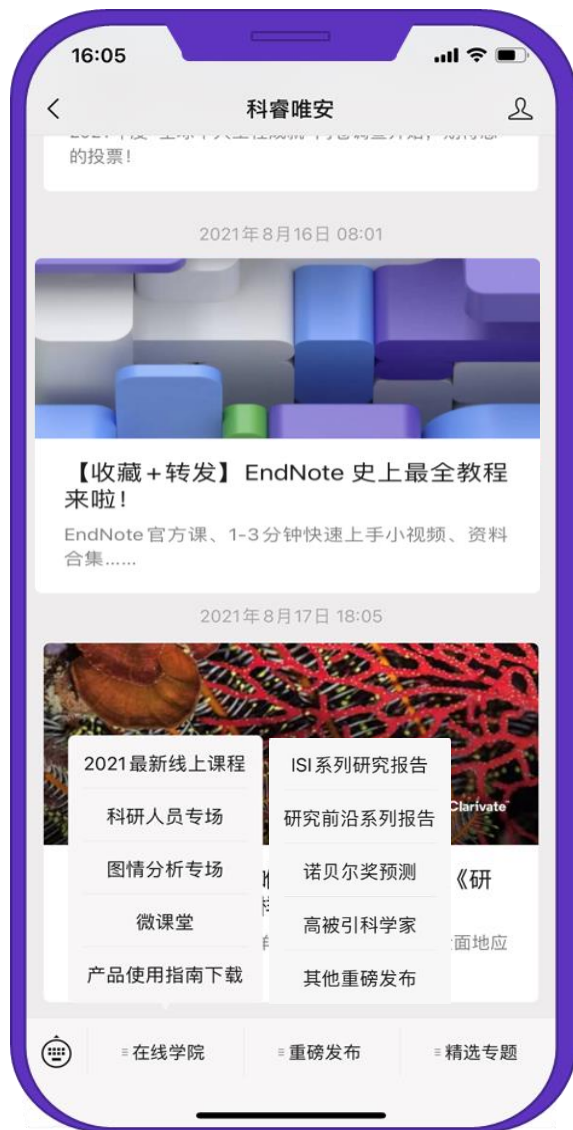 16:05
科睿唯安
的投票！
2021年8月16日 08:01
【收藏+转发】EndNote 史上最全教程
来啦！
EndNote官方课、1-3分钟快速上手小视频、资料
合集……
2021年8月17日 18:05
Clarivate
2021最新线上课程
科研人员专场
图情分析专场
微课堂
产品使用指南下载
ISI系列研究报告
研究前沿系列报告
诺贝尔奖预测
高被引科学家
其他重磅发布
《研
面地应
在线学院
重磅发布
精选专题